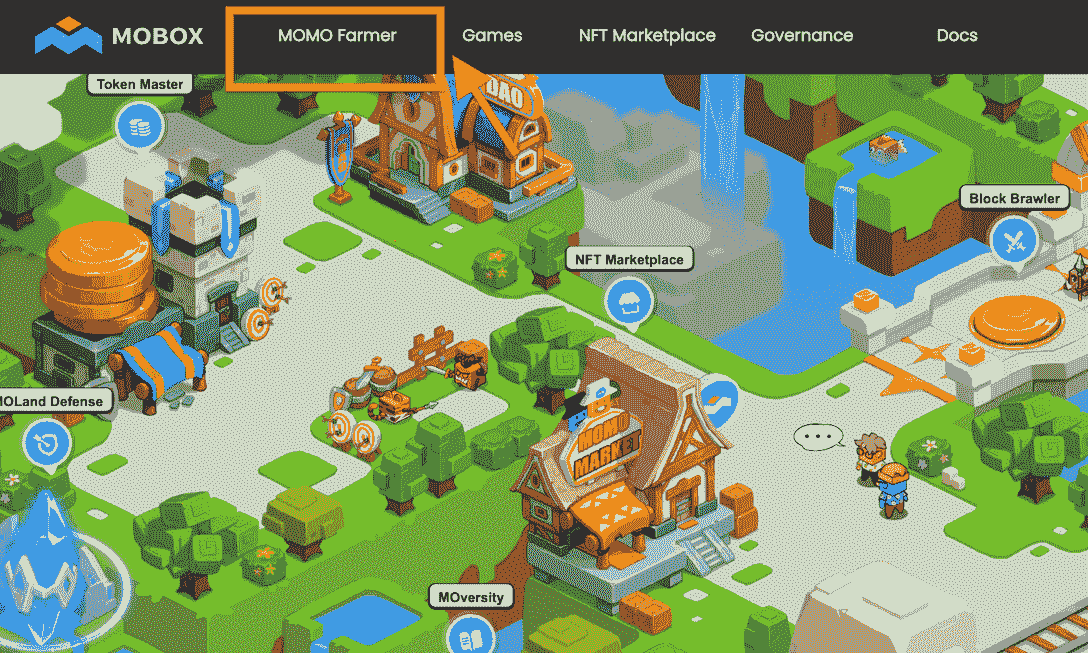 MOBOX
MOMO Farmer
Games
NFT Marketplace
Governance
Docs
Token Master
DAO
Block Brawler
NFT Marketplace
MOLand Defense
MOMO
MARKET
MOversity